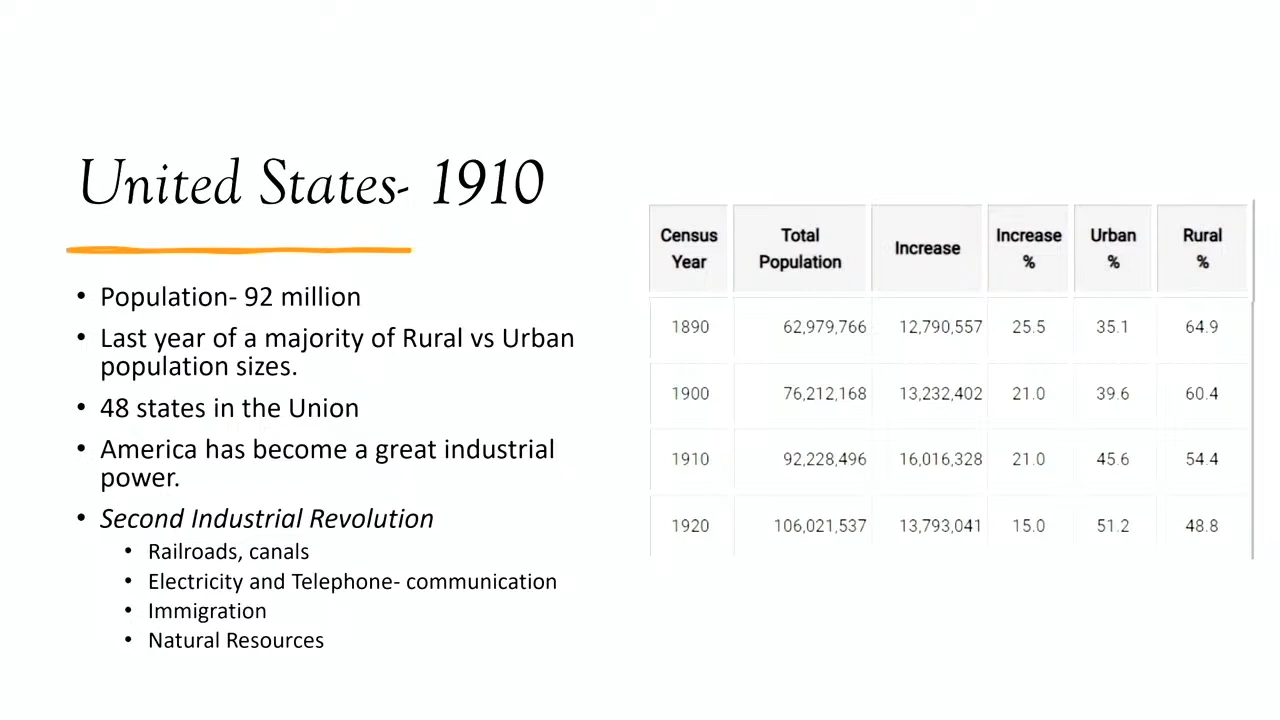 United States- 1910
• Population- 92 million
• Last year of a majority of Rural vs Urban
population sizes.
• 48 states in the Union
• America has become a great industrial
power.
• Second Industrial Revolution
• Railroads, canals
• Electricity and Telephone- communication
• Immigration
• Natural Resources
Census Year Total Population Increase Increase % Urban % Rural %
1890 62,979,766 12,790,557 25.5 35.1 64.9
1900 76,212,168 13,232,402 21.0 39.6 60.4
1910 92,228,496 16,016,328 21.0 45.6 54.4
1920 106,021,537 13,793,041 15.0 51.2 48.8